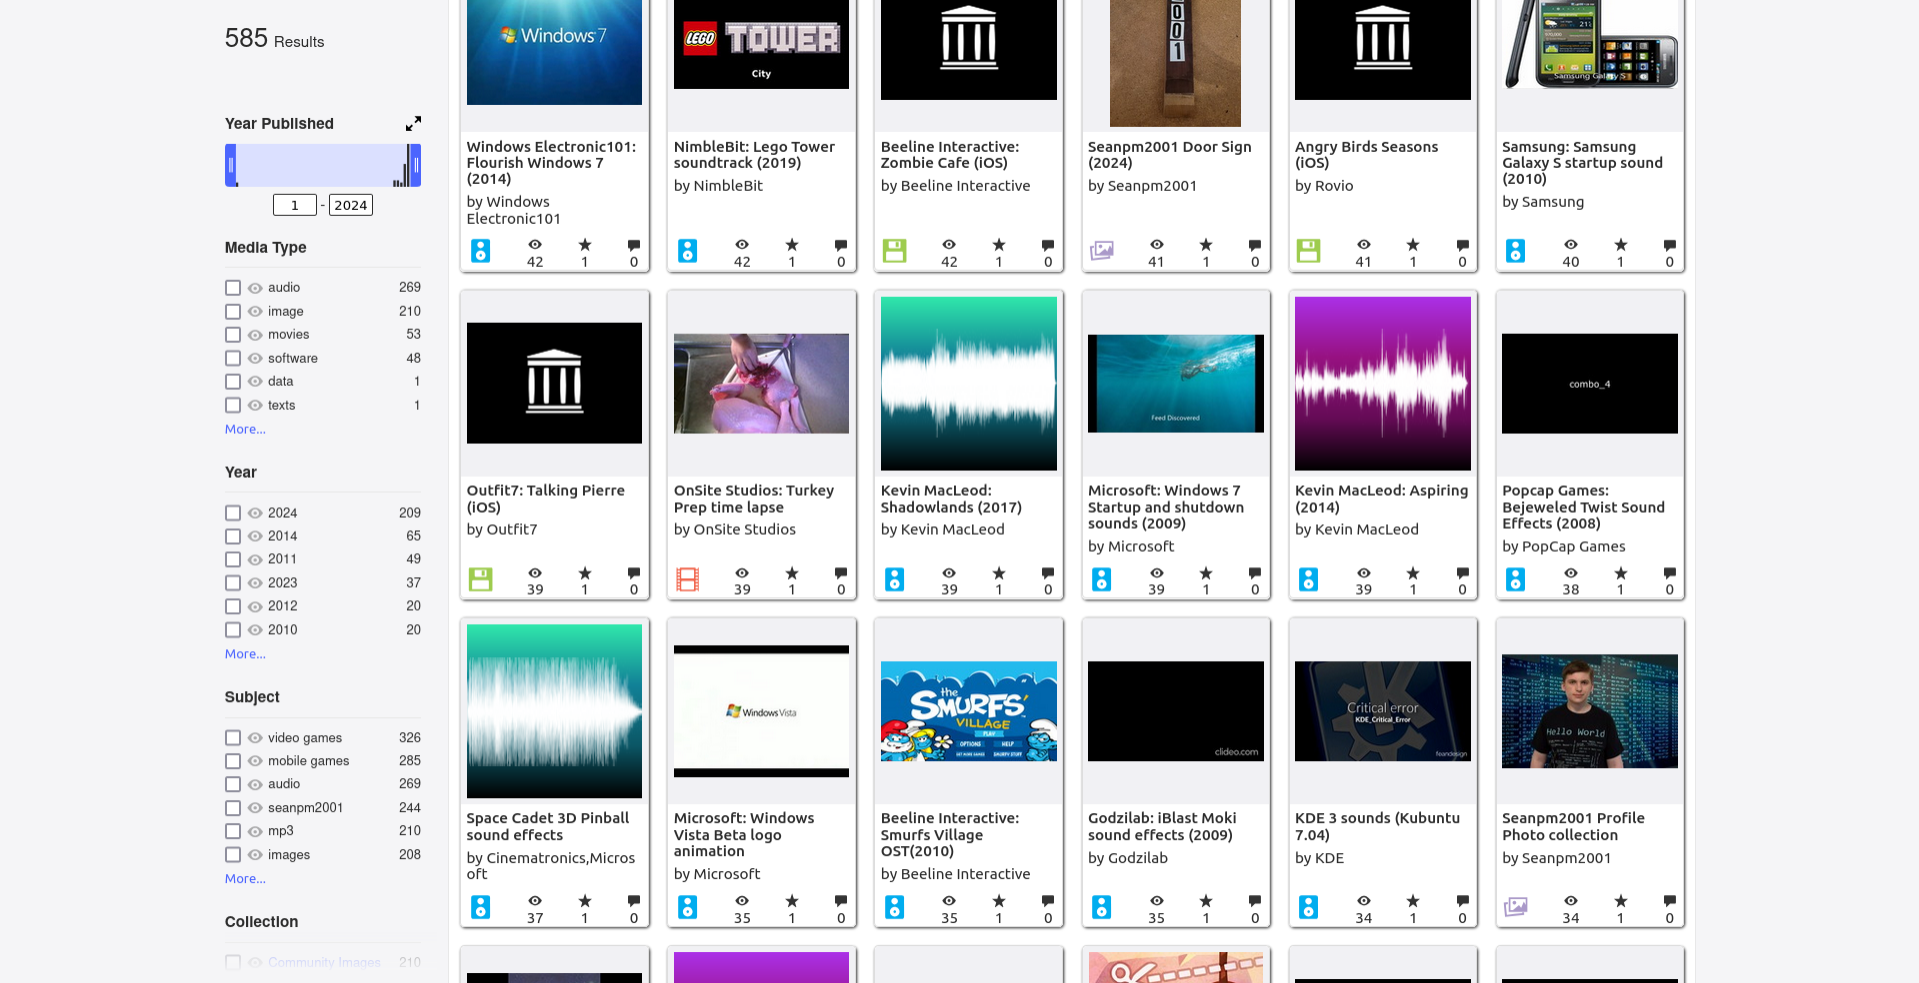 585 Results
Year Published
1 - 2024
Media Type
audio 269
image 210
movies 53
software 48
data 1
texts 1
More...
Year
2024 209
2014 65
2011 49
2023 37
2012 20
2010 20
More...
Subject
video games 326
mobile games 285
audio 269
seanpm2001 244
mp3 210
images 208
More...
Collection
Community Images 210
Windows 7
Windows Electronic101:
Flourish Windows 7
(2014)
by Windows
Electronic101
42 1 0
LEGO TOWER
City
NimbleBit: Lego Tower
soundtrack (2019)
by NimbleBit
42 1 0
Beeline Interactive:
Zombie Cafe (iOS)
by Beeline Interactive
42 1 0
001
Seanpm2001 Door Sign
(2024)
by Seanpm2001
41 1 0
Angry Birds Seasons
(iOS)
by Rovio
41 1 0
Samsung Galaxy S
Samsung: Samsung
Galaxy S startup sound
(2010)
by Samsung
40 1 0
Outfit7: Talking Pierre
(iOS)
by Outfit7
39 1 0
OnSite Studios: Turkey
Prep time lapse
by OnSite Studios
39 1 0
Kevin MacLeod:
Shadowlands (2017)
by Kevin MacLeod
39 1 0
Feed Discovered
Microsoft: Windows 7
Startup and shutdown
sounds (2009)
by Microsoft
39 1 0
Kevin MacLeod: Aspiring
(2014)
by Kevin MacLeod
39 1 0
combo_4
Popcap Games:
Bejeweled Twist Sound
Effects (2008)
by PopCap Games
38 1 0
Space Cadet 3D Pinball
sound effects
by Cinematronics,Micros
oft
37 1 0
Windows Vista
Microsoft: Windows
Vista Beta logo
animation
by Microsoft
35 1 0
the
SMURFS'
VILLAGE
PLAY
OPTIONS HELP
Beeline Interactive:
Smurfs Village
OST(2010)
by Beeline Interactive
35 1 0
clideo.com
Godzilab: iBlast Moki
sound effects (2009)
by Godzilab
35 1 0
Critical error
KDE_Critical_Error
KDE 3 sounds (Kubuntu
7.04)
by KDE
34 1 0
Hello World
Seanpm2001 Profile
Photo collection
by Seanpm2001
34 1 0